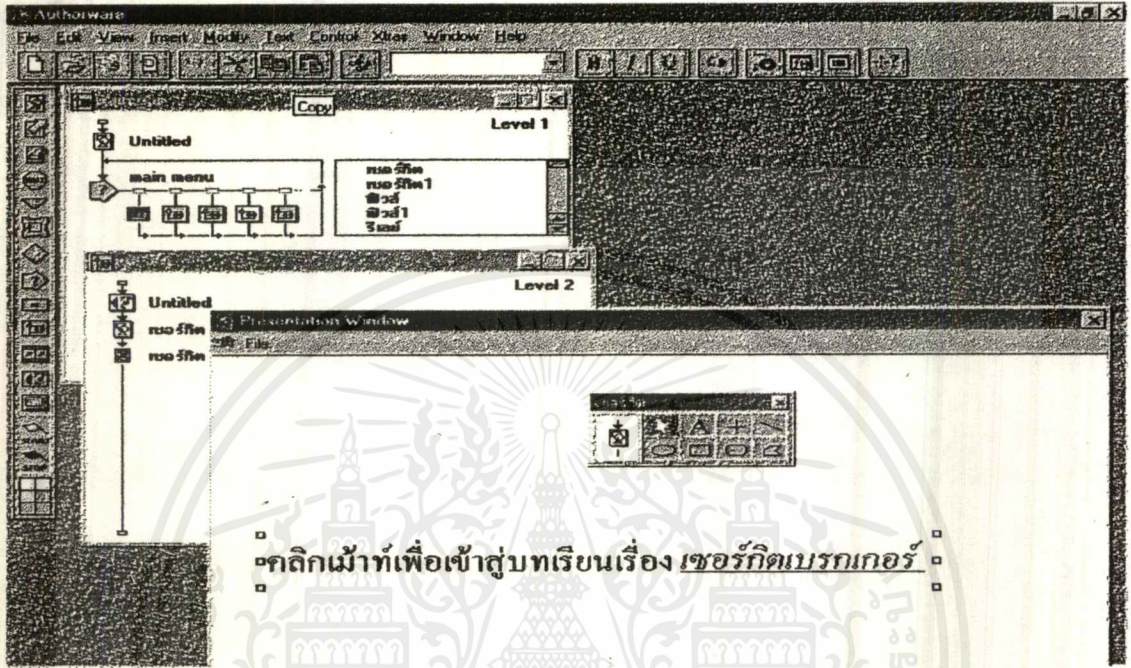 Authorware
File Edit View Insert Modify Text Control Xtras Window Help
B I U
Copy
Level 1
Untitled
main menu
เซอร์กิต
เซอร์กิต1
ฟิวส์
ฟิวส์1
รีเลย์
Level 2
Untitled
เซอร์กิต
เซอร์กิต
Presentation Window
File
A
คลิกเม้าท์เพื่อเข้าสู่บทเรียนเรื่อง เซอร์กิตเบรกเกอร์